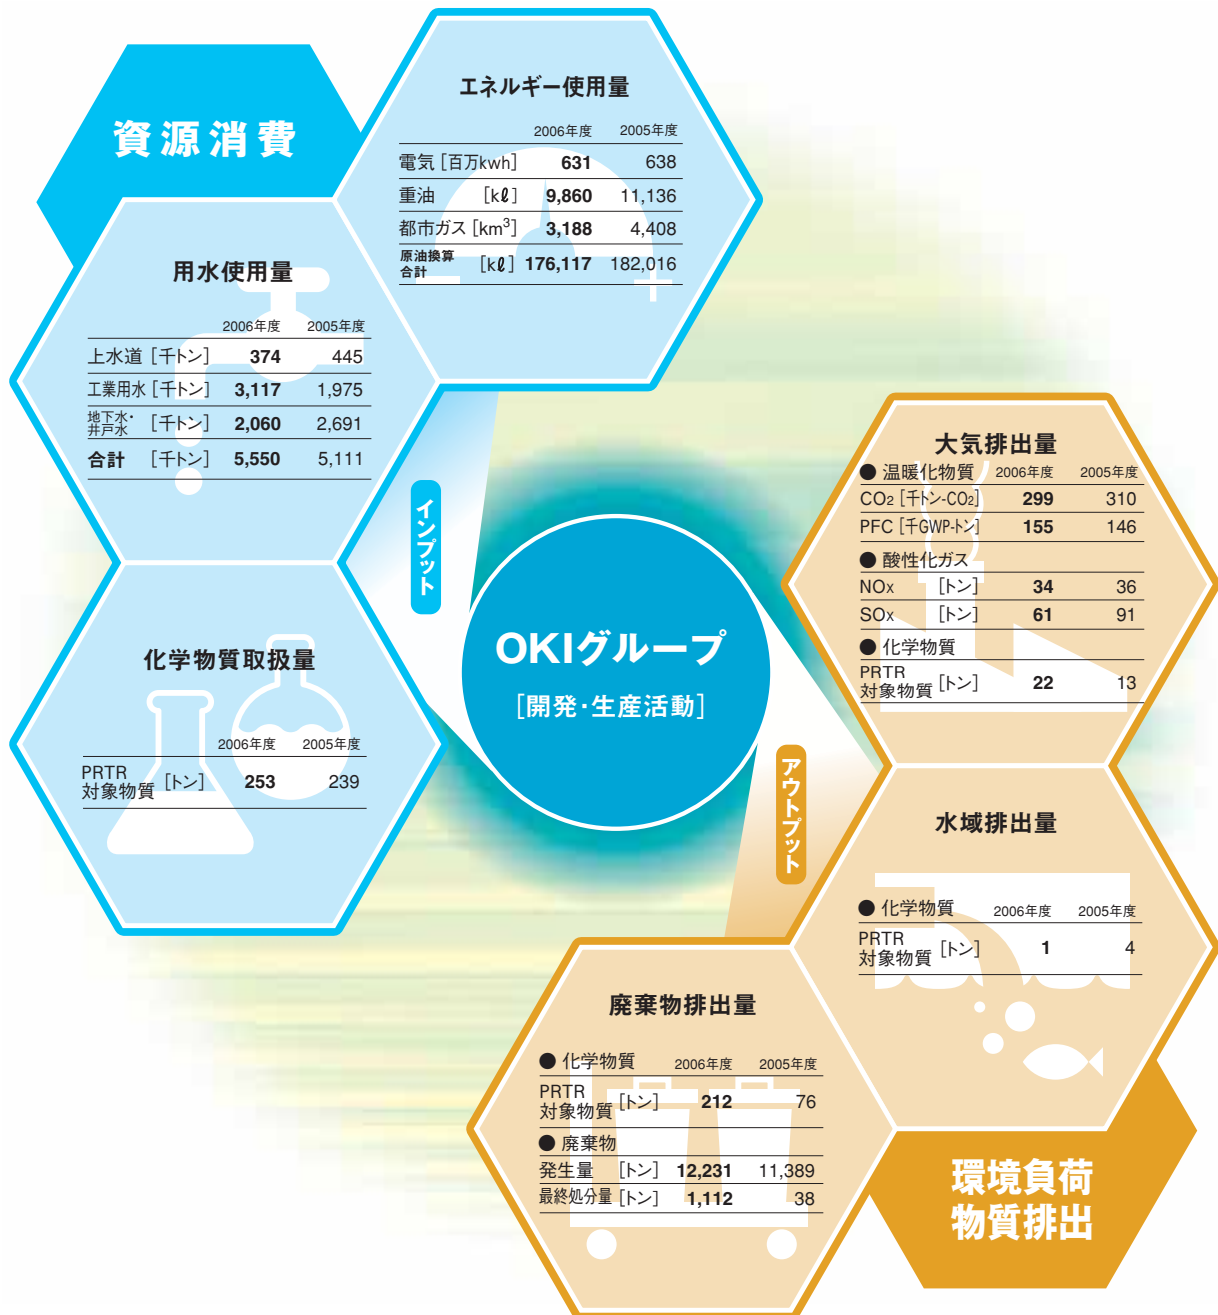 資源消費
エネルギー使用量
2006年度 2005年度
電気 [百万kwh] 631 638
重油 [kℓ] 9,860 11,136
都市ガス [km³] 3,188 4,408
原油換算
合計 [kℓ] 176,117 182,016
用水使用量
2006年度 2005年度
上水道 [千トン] 374 445
工業用水 [千トン] 3,117 1,975
地下水・
井戸水 [千トン] 2,060 2,691
合計 [千トン] 5,550 5,111
化学物質取扱量
2006年度 2005年度
PRTR
対象物質 [トン] 253 239
インプット
OKIグループ
[開発・生産活動]
アウトプット
大気排出量
● 温暖化物質 2006年度 2005年度
CO₂ [千トン-CO₂] 299 310
PFC [千GWP-トン] 155 146
● 酸性化ガス
NOx [トン] 34 36
SOx [トン] 61 91
● 化学物質
PRTR
対象物質 [トン] 22 13
水域排出量
● 化学物質 2006年度 2005年度
PRTR
対象物質 [トン] 1 4
廃棄物排出量
● 化学物質 2006年度 2005年度
PRTR
対象物質 [トン] 212 76
● 廃棄物
発生量 [トン] 12,231 11,389
最終処分量 [トン] 1,112 38
環境負荷
物質排出